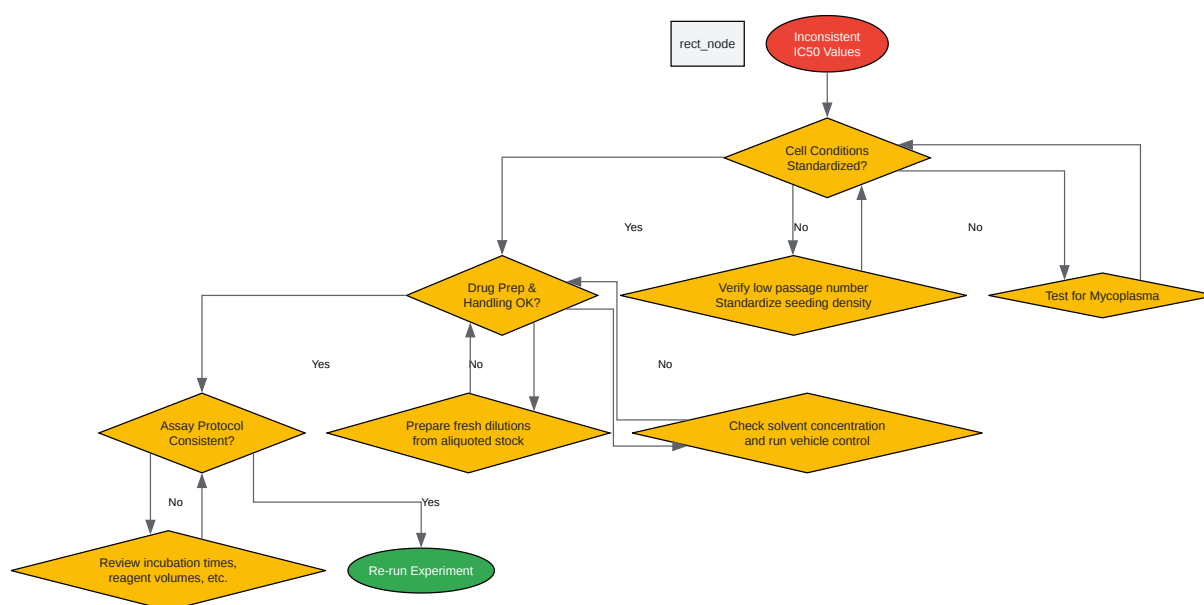 rect_node
Inconsistent
IC50 Values
Cell Conditions
Standardized?
Yes
No
No
Drug Prep &
Handling OK?
Verify low passage number
Standardize seeding density
Test for Mycoplasma
Yes
No
No
Assay Protocol
Consistent?
Prepare fresh dilutions
from aliquoted stock
Check solvent concentration
and run vehicle control
No
Yes
Review incubation times,
reagent volumes, etc.
Re-run Experiment